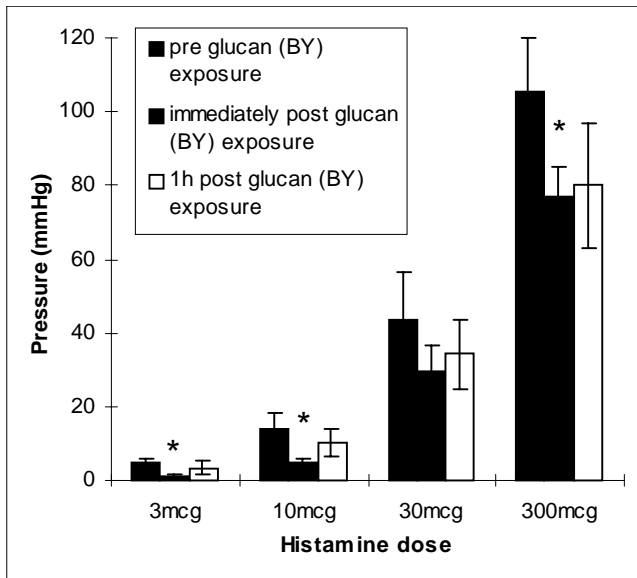 120
100
80
60
40
20
0
Pressure (mmHg)
pre glucan (BY)
exposure
immediately post glucan
(BY) exposure
1h post glucan (BY)
exposure
*
*
*
3mcg 10mcg 30mcg 300mcg
Histamine dose